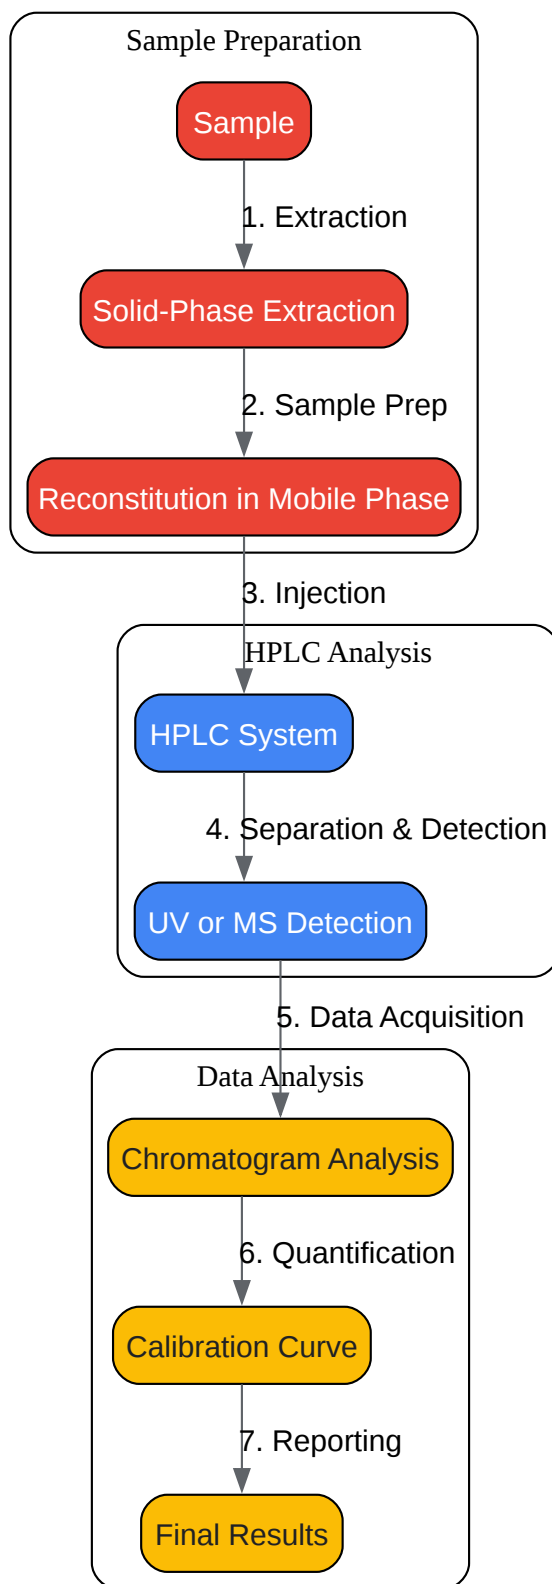 Sample Preparation
Sample
1. Extraction
Solid-Phase Extraction
2. Sample Prep
Reconstitution in Mobile Phase
3. Injection
HPLC Analysis
HPLC System
4. Separation & Detection
UV or MS Detection
5. Data Acquisition
Data Analysis
Chromatogram Analysis
6. Quantification
Calibration Curve
7. Reporting
Final Results